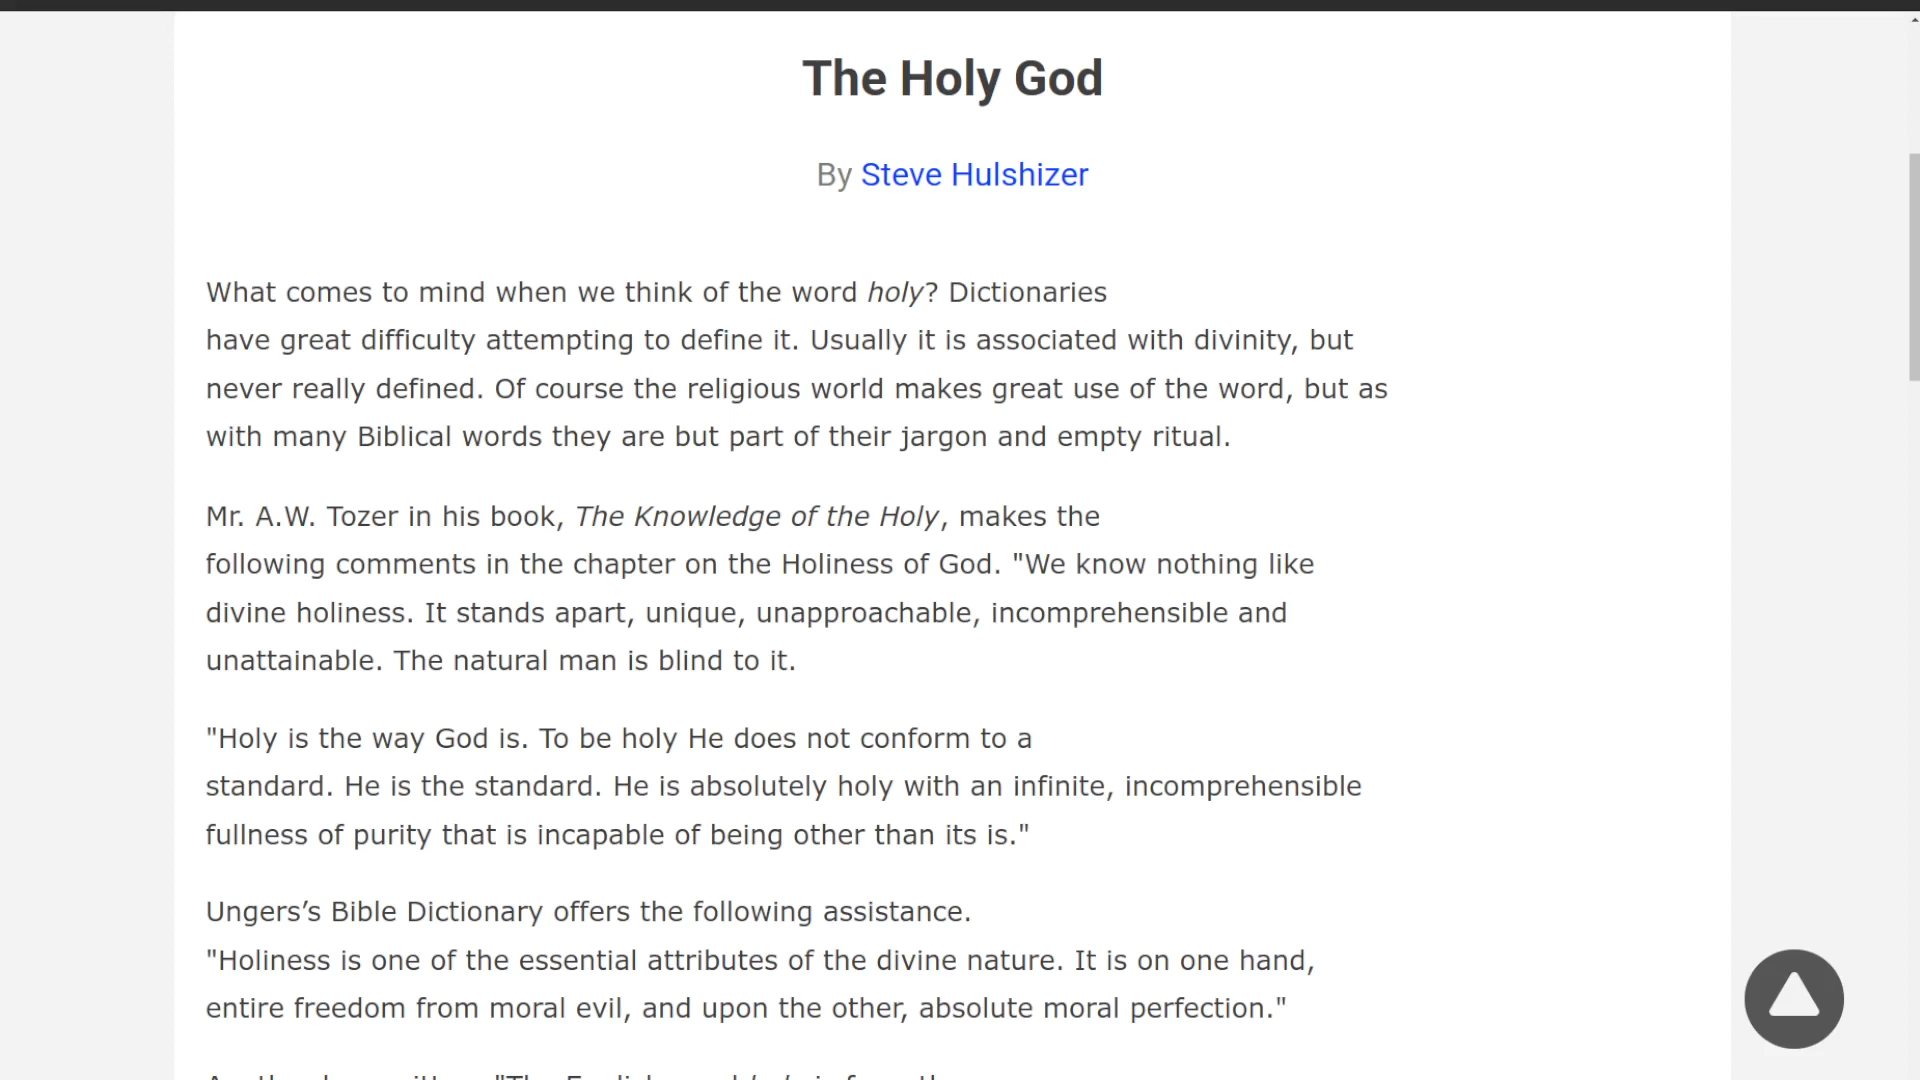 The Holy God
By Steve Hulshizer
What comes to mind when we think of the word holy? Dictionaries
have great difficulty attempting to define it. Usually it is associated with divinity, but
never really defined. Of course the religious world makes great use of the word, but as
with many Biblical words they are but part of their jargon and empty ritual.
Mr. A.W. Tozer in his book, The Knowledge of the Holy, makes the
following comments in the chapter on the Holiness of God. "We know nothing like
divine holiness. It stands apart, unique, unapproachable, incomprehensible and
unattainable. The natural man is blind to it.
"Holy is the way God is. To be holy He does not conform to a
standard. He is the standard. He is absolutely holy with an infinite, incomprehensible
fullness of purity that is incapable of being other than its is."
Ungers’s Bible Dictionary offers the following assistance.
"Holiness is one of the essential attributes of the divine nature. It is on one hand,
entire freedom from moral evil, and upon the other, absolute moral perfection."